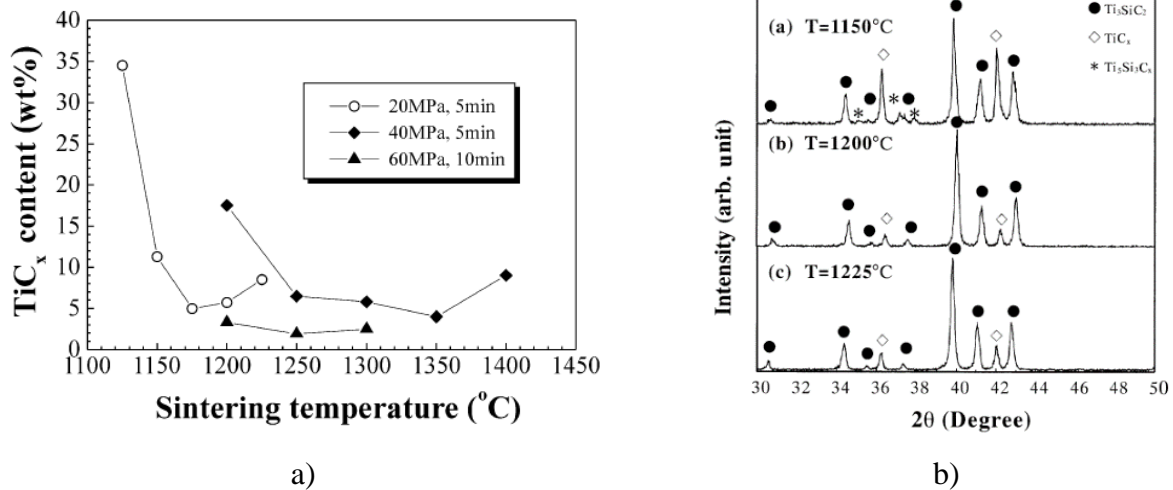 TiCx content (wt%)
40
35
30
25
20
15
10
5
0
20MPa, 5min
40MPa, 5min
60MPa, 10min
1100 1150 1200 1250 1300 1350 1400 1450
Sintering temperature (°C)
a)
Intensity (arb. unit)
(a) T=1150°C
Ti₃SiC₂
TiCₓ
* Ti₅Si₃Cₓ
* * *
(b) T=1200°C
(c) T=1225°C
30 32 34 36 38 40 42 44 46 48 50
2θ (Degree)
b)